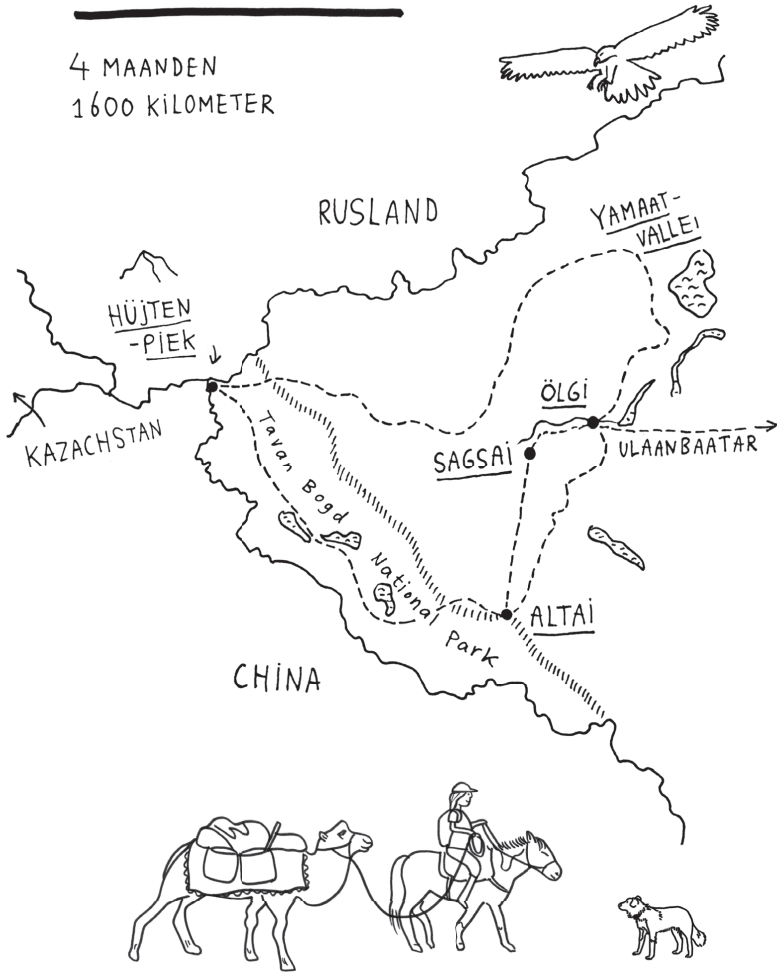 4 MAANDEN
1600 KILOMETER
RUSLAND
YAMAAT-
VALLEI
HÜJTEN
-PIEK
ÖLGI
KAZACHSTAN
SAGSAI
ULAANBAATAR
Tavan Bogd National Park
ALTAI
CHINA